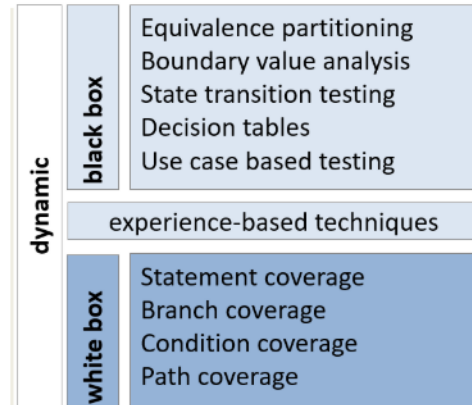 dynamic
black box
Equivalence partitioning
Boundary value analysis
State transition testing
Decision tables
Use case based testing
experience-based techniques
white box
Statement coverage
Branch coverage
Condition coverage
Path coverage